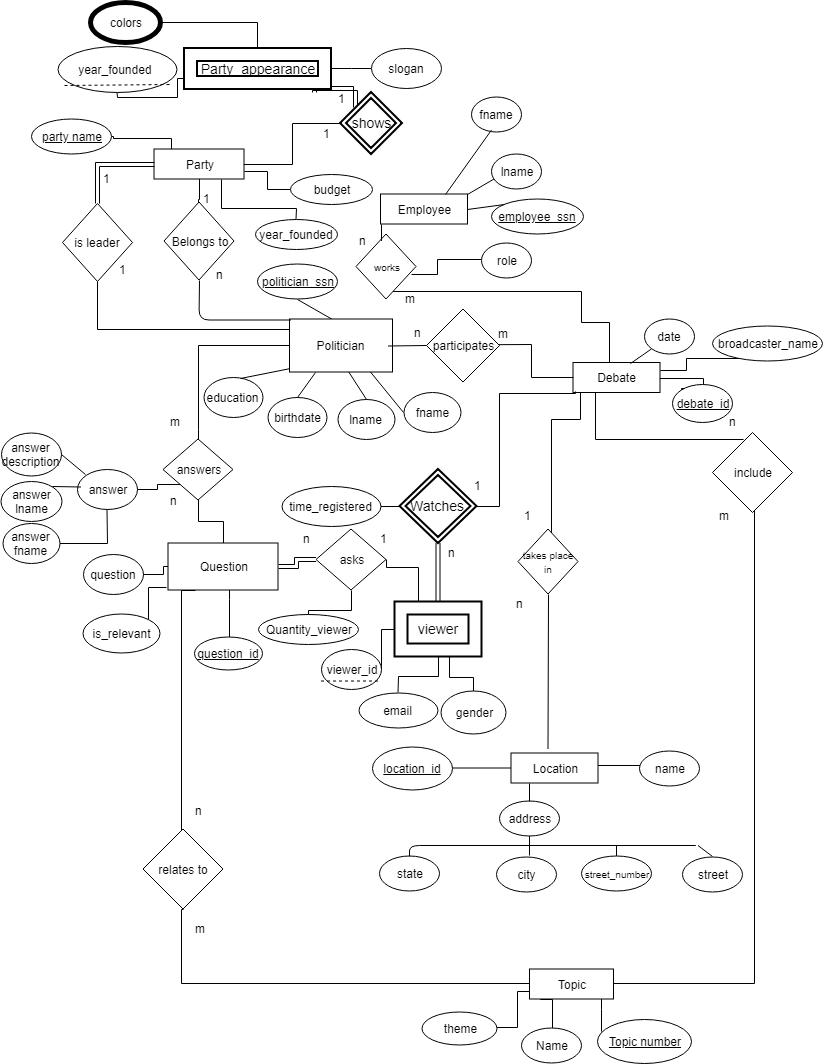 colors
year_founded
Party_appearance
slogan
1
shows
1
fname
party name
Party
lname
1
budget
Employee
employee_ssn
1
year_founded
is leader
Belongs to
n
works
role
1
n
politician_ssn
m
Politician
n
participates
m
date
broadcaster_name
Debate
education
birthdate
lname
fname
debate_id
m
n
answer
description
answers
include
answer
answer
lname
n
time_registered
Watches
1
1
m
answer
fname
n
1
n
Question
asks
takes place
in
question
n
is_relevant
Quantity_viewer
viewer
question_id
viewer_id
email
gender
location_id
Location
name
n
address
relates to
state
city
street_number
street
m
Topic
theme
Name
Topic number